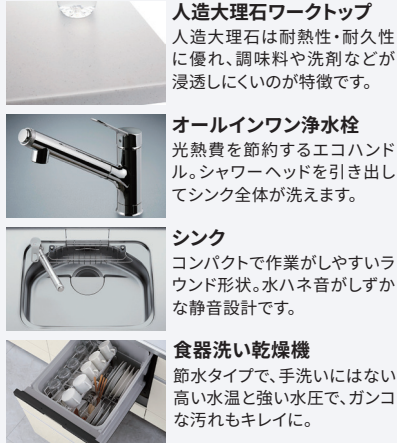 人造大理石ワークトップ
人造大理石は耐熱性・耐久性
に優れ、調味料や洗剤などが
浸透しにくいのが特徴です。
オールインワン浄水栓
光熱費を節約するエコハンド
ル。シャワーヘッドを引き出し
てシンク全体が洗えます。
シンク
コンパクトで作業がしやすいラ
ウンド形状。水ハネ音がしずか
な静音設計です。
食器洗い乾燥機
節水タイプで、手洗いにはない
高い水温と強い水圧で、ガンコ
な汚れもキレイに。